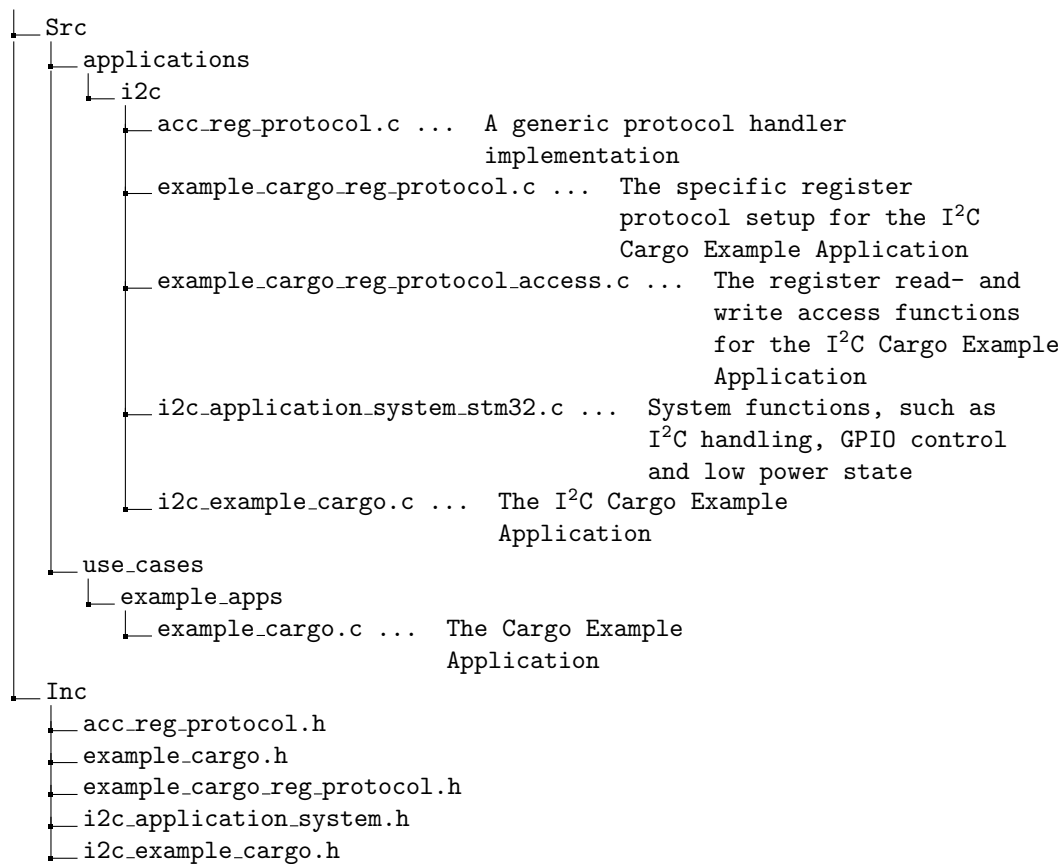 Src
applications
i2c
acc_reg_protocol.c ... A generic protocol handler
implementation
example_cargo_reg_protocol.c ... The specific register
protocol setup for the I²C
Cargo Example Application
example_cargo_reg_protocol_access.c ... The register read- and
write access functions
for the I²C Cargo Example
Application
i2c_application_system_stm32.c ... System functions, such as
I²C handling, GPIO control
and low power state
i2c_example_cargo.c ... The I²C Cargo Example
Application
use_cases
example_apps
example_cargo.c ... The Cargo Example
Application
Inc
acc_reg_protocol.h
example_cargo.h
example_cargo_reg_protocol.h
i2c_application_system.h
i2c_example_cargo.h